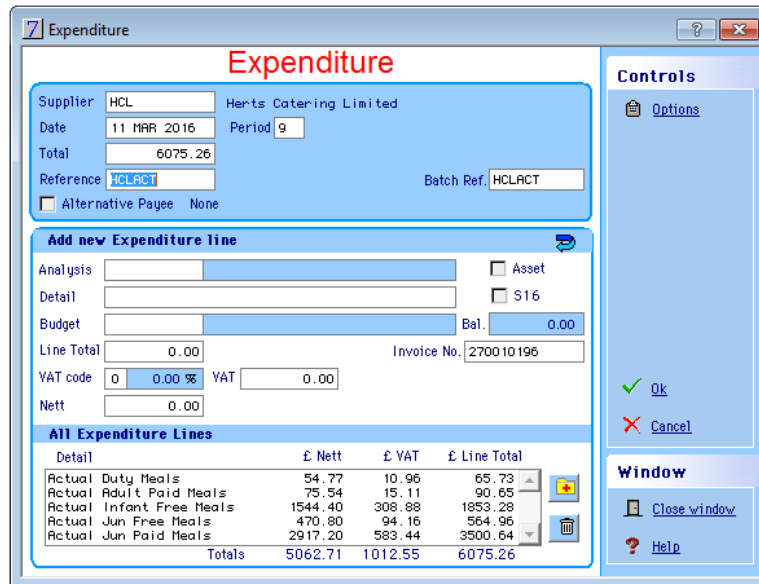 7 Expenditure
Expenditure
Supplier HCL Herts Catering Limited
Date 11 MAR 2016 Period 9
Total 6075.26
Reference HCLACT Batch Ref. HCLACT
Alternative Payee None
Add new Expenditure line
Analysis Asset
Detail S16
Budget Bal. 0.00
Line Total 0.00 Invoice No. 270010196
VAT code 0 0.00 % VAT 0.00
Nett 0.00
All Expenditure Lines
Detail £ Nett £ VAT £ Line Total
Actual Duty Meals 54.77 10.96 65.73
Actual Adult Paid Meals 75.54 15.11 90.65
Actual Infant Free Meals 1544.40 308.88 1853.28
Actual Jun Free Meals 470.80 94.16 564.96
Actual Jun Paid Meals 2917.20 583.44 3500.64
Totals 5062.71 1012.55 6075.26
Controls
Options
Ok
Cancel
Window
Close window
? Help